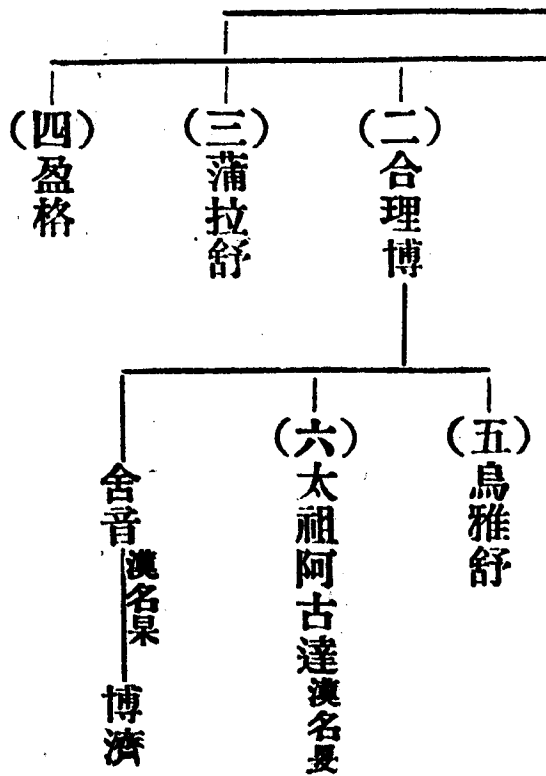 （二）合理博
（三）蒲拉舒
（四）盈格
（五）烏雅舒
（六）太祖阿古達漢名旻
舍音漢名杲
博濟